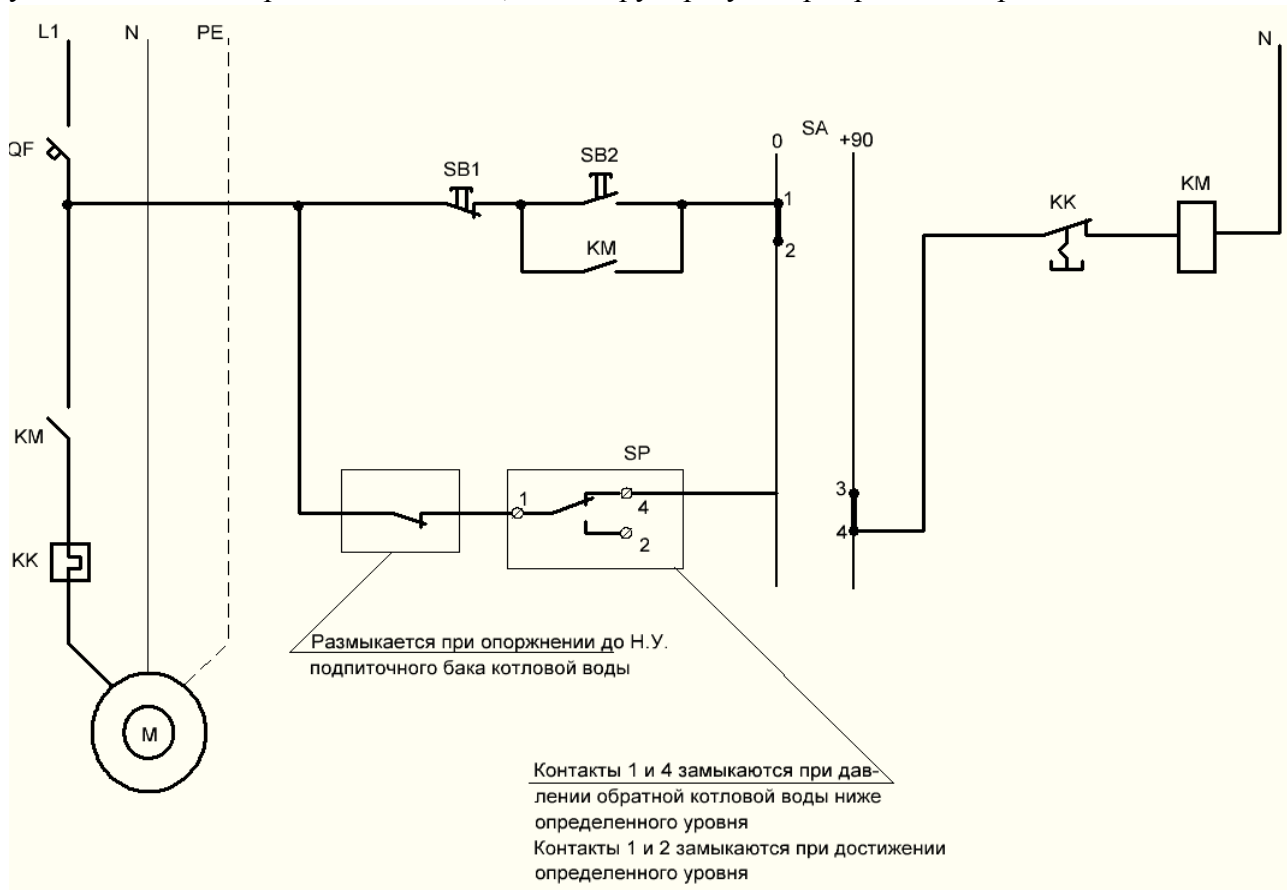 L1 N PE N
QF
SB1 SB2 0 SA +90
1
KK KM
2
KM
KM
SP
1 4 3
2 4
KK
Размыкается при опоржнении до Н.У.
подпиточного бака котловой воды
M
Контакты 1 и 4 замыкаются при дав-
лении обратной котловой воды ниже
определенного уровня
Контакты 1 и 2 замыкаются при достижении
определенного уровня